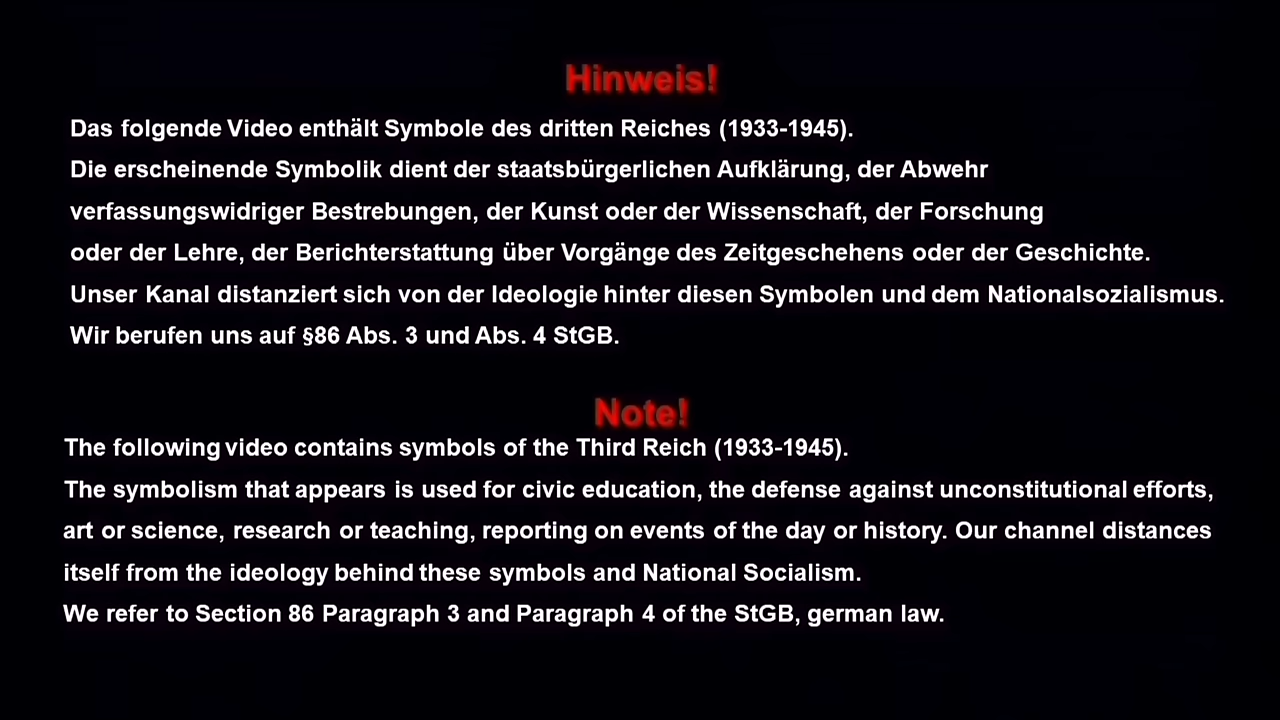 Hinweis!
Das folgende Video enthält Symbole des dritten Reiches (1933-1945).
Die erscheinende Symbolik dient der staatsbürgerlichen Aufklärung, der Abwehr
verfassungswidriger Bestrebungen, der Kunst oder der Wissenschaft, der Forschung
oder der Lehre, der Berichterstattung über Vorgänge des Zeitgeschehens oder der Geschichte.
Unser Kanal distanziert sich von der Ideologie hinter diesen Symbolen und dem Nationalsozialismus.
Wir berufen uns auf §86 Abs. 3 und Abs. 4 StGB.
Note!
The following video contains symbols of the Third Reich (1933-1945).
The symbolism that appears is used for civic education, the defense against unconstitutional efforts,
art or science, research or teaching, reporting on events of the day or history. Our channel distances
itself from the ideology behind these symbols and National Socialism.
We refer to Section 86 Paragraph 3 and Paragraph 4 of the StGB, german law.